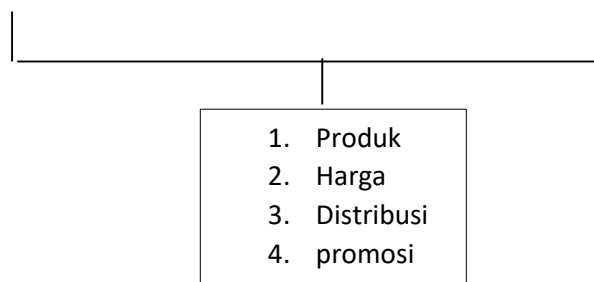 1. Produk
2. Harga
3. Distribusi
4. promosi